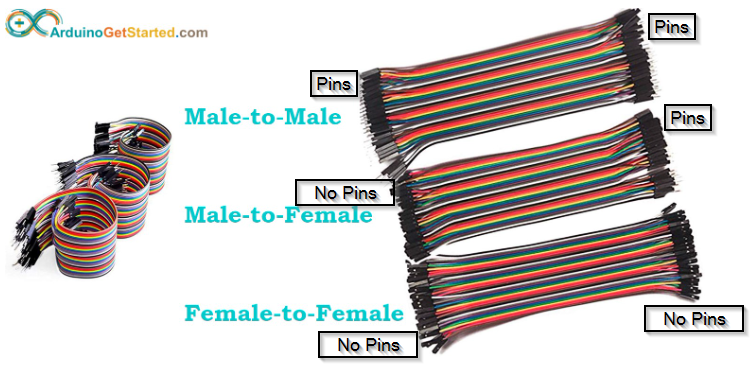 ArduinoGetStarted.com
Pins
Pins
Male-to-Male
Pins
No Pins
Male-to-Female
Female-to-Female
No Pins
No Pins